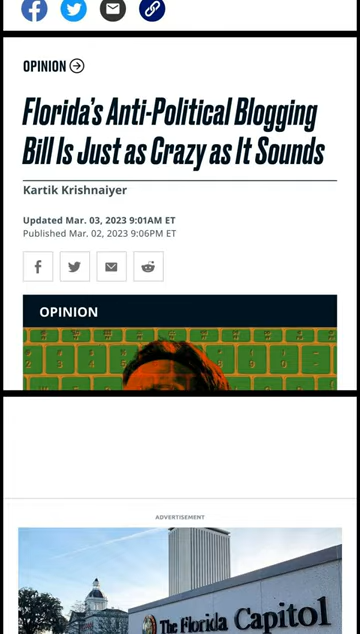 OPINION
Florida's Anti-Political Blogging
Bill Is Just as Crazy as It Sounds
Kartik Krishnaiyer
Updated Mar. 03, 2023 9:01AM ET
Published Mar. 02, 2023 9:06PM ET
OPINION
ADVERTISEMENT
The Florida Capitol